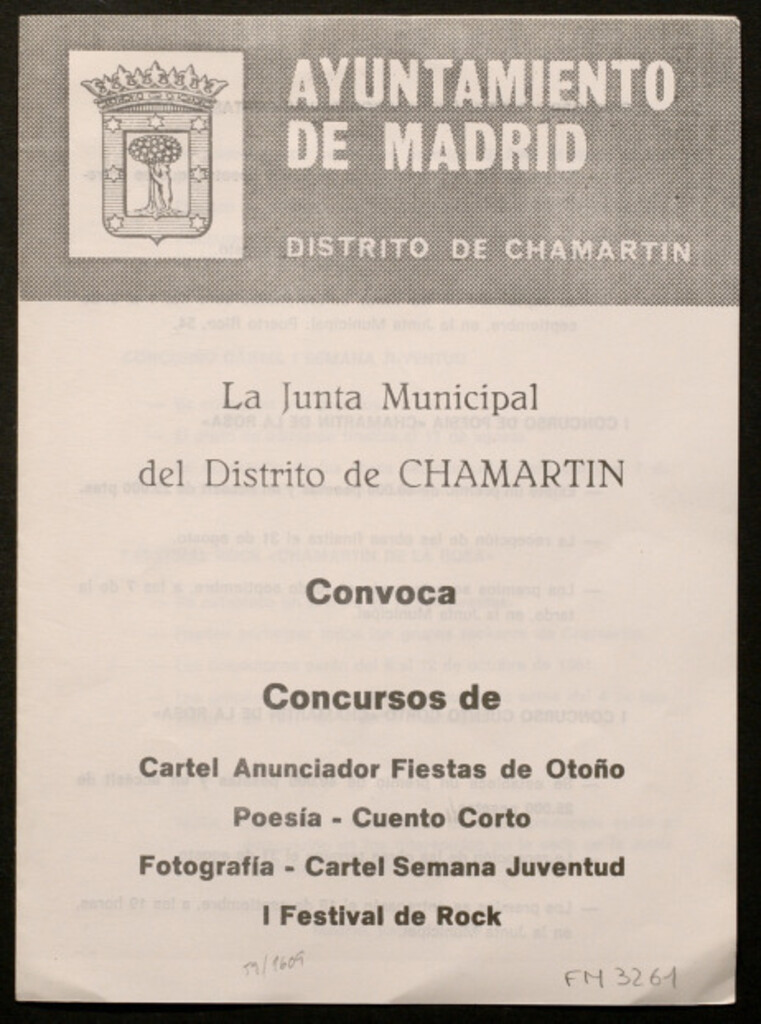 AYUNTAMIENTO
DE MADRID
DISTRITO DE CHAMARTIN
La Junta Municipal
del Distrito de CHAMARTIN
Convoca
Concursos de
Cartel Anunciador Fiestas de Otoño
Poesía - Cuento Corto
Fotografía - Cartel Semana Juventud
I Festival de Rock
FM 3261